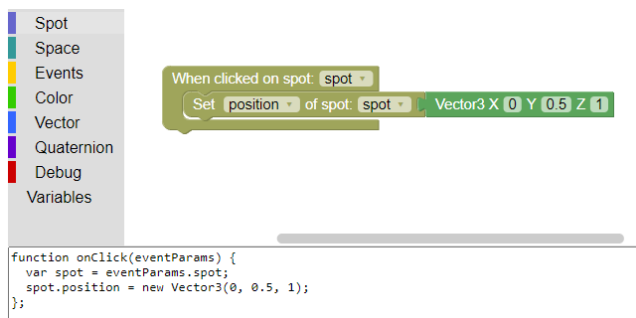 Spot
Space
Events
Color
Vector
Quaternion
Debug
Variables
When clicked on spot: spot
Set position of spot: spot Vector3 X 0 Y 0.5 Z 1
function onClick(eventParams) {
  var spot = eventParams.spot;
  spot.position = new Vector3(0, 0.5, 1);
};